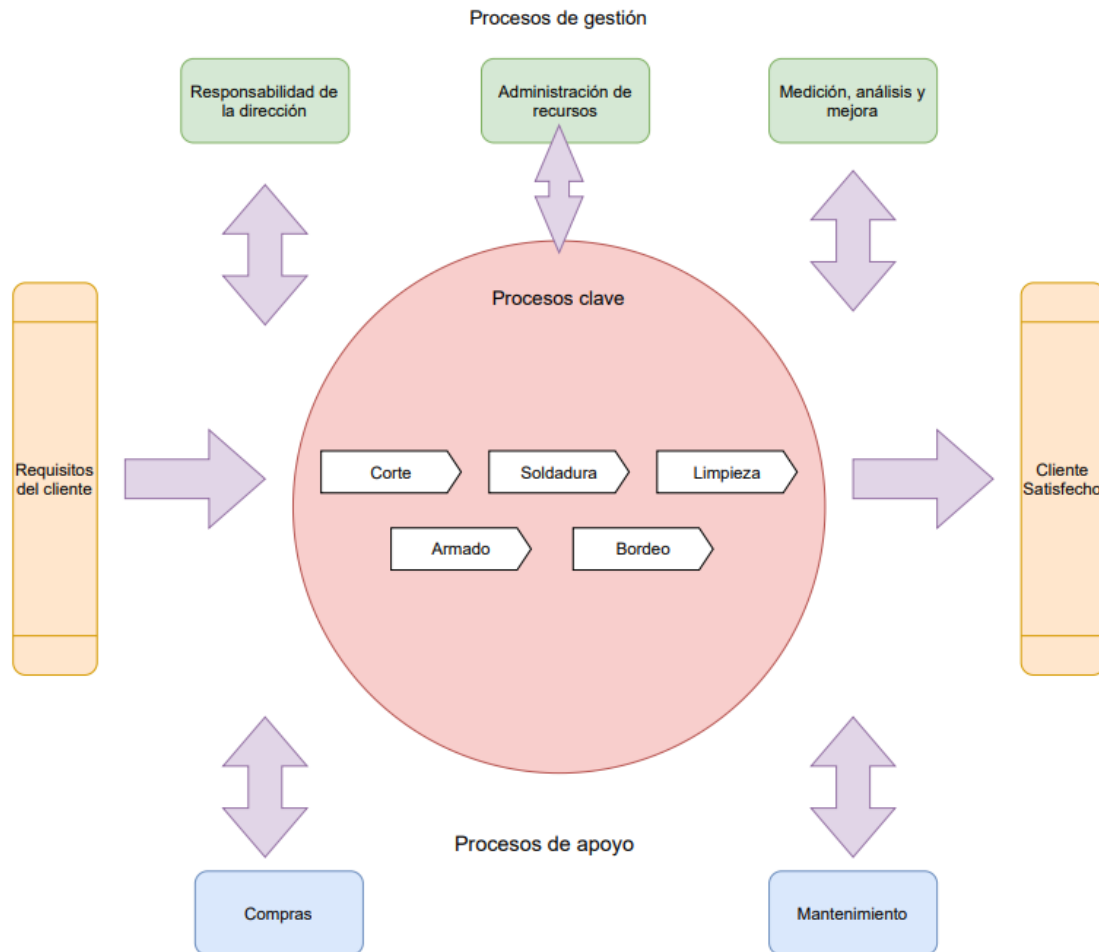 Procesos de gestión
Responsabilidad de
la dirección
Administración de
recursos
Medición, análisis y
mejora
Procesos clave
Requisitos
del cliente
Corte
Soldadura
Limpieza
Cliente
Satisfecho
Armado
Bordeo
Procesos de apoyo
Compras
Mantenimiento